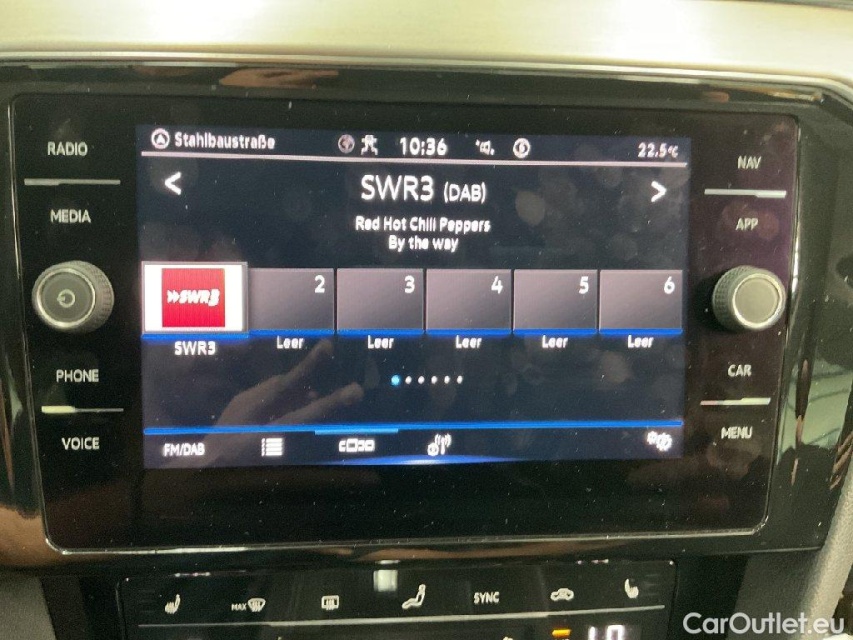 RADIO
MEDIA
PHONE
VOICE
Stahlbaustraße 10:36 22.5°C
< SWR3 (DAB) >
Red Hot Chili Peppers
By the way
SWR3 2 3 4 5 6
SWR3 Leer Leer Leer Leer Leer
FM/DAB
NAV
APP
CAR
MENU
MAX SYNC
CarOutlet.eu